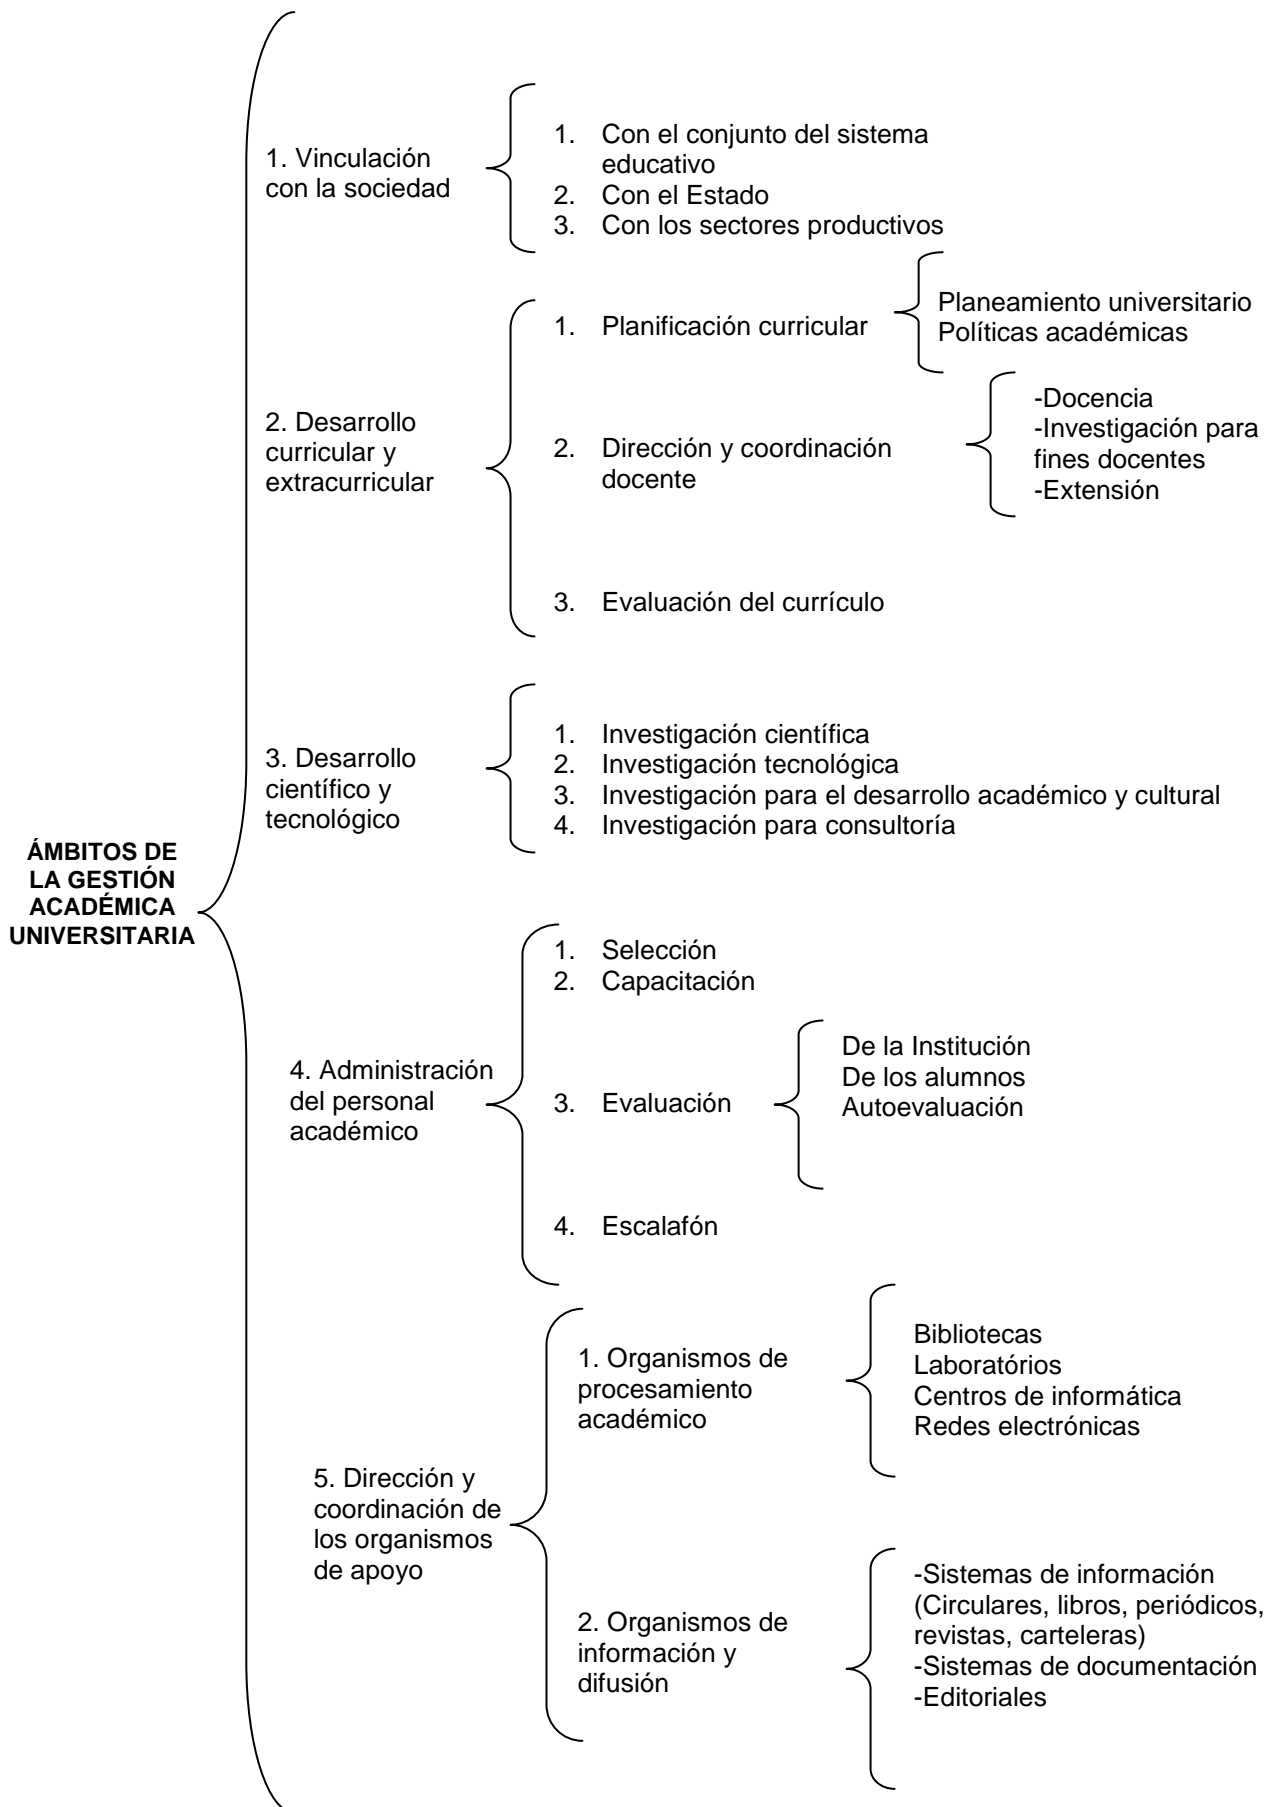 1. Vinculación
con la sociedad
1. Con el conjunto del sistema
educativo
2. Con el Estado
3. Con los sectores productivos
2. Desarrollo
curricular y
extracurricular
1. Planificación curricular
Planeamiento universitario
Políticas académicas
2. Dirección y coordinación
docente
-Docencia
-Investigación para
fines docentes
-Extensión
3. Evaluación del currículo
3. Desarrollo
científico y
tecnológico
1. Investigación científica
2. Investigación tecnológica
3. Investigación para el desarrollo académico y cultural
4. Investigación para consultoría
ÁMBITOS DE
LA GESTIÓN
ACADÉMICA
UNIVERSITARIA
4. Administración
del personal
académico
1. Selección
2. Capacitación
3. Evaluación
De la Institución
De los alumnos
Autoevaluación
4. Escalafón
5. Dirección y
coordinación de
los organismos
de apoyo
1. Organismos de
procesamiento
académico
Bibliotecas
Laboratórios
Centros de informática
Redes electrónicas
2. Organismos de
información y
difusión
-Sistemas de información
(Circulares, libros, periódicos,
revistas, carteleras)
-Sistemas de documentación
-Editoriales